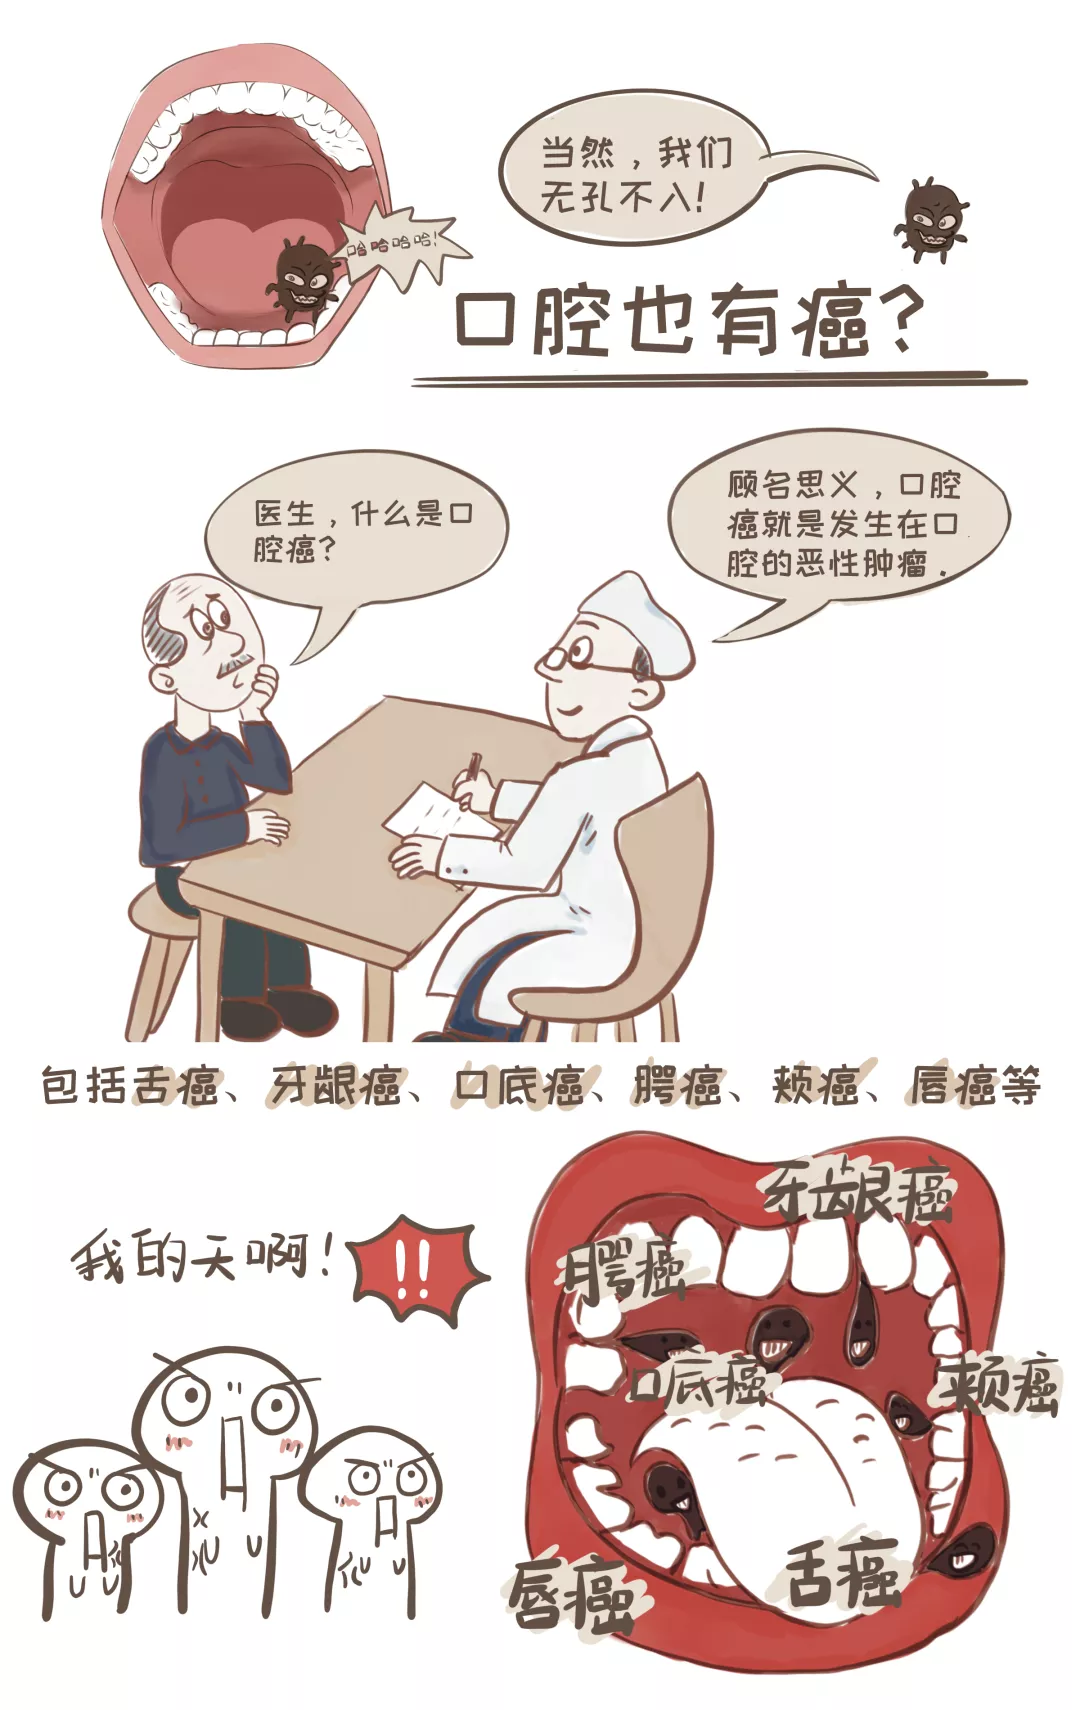 当然，我们
无孔不入！
哈哈哈哈！
口腔也有癌？
医生，什么是口
腔癌？
顾名思义，口腔
癌就是发生在口
腔的恶性肿瘤．
包括舌癌、牙龈癌、口底癌、腭癌、颊癌、唇癌等
我的天啊！
!!
牙龈癌
腭癌
口底癌
颊癌
舌癌
唇癌